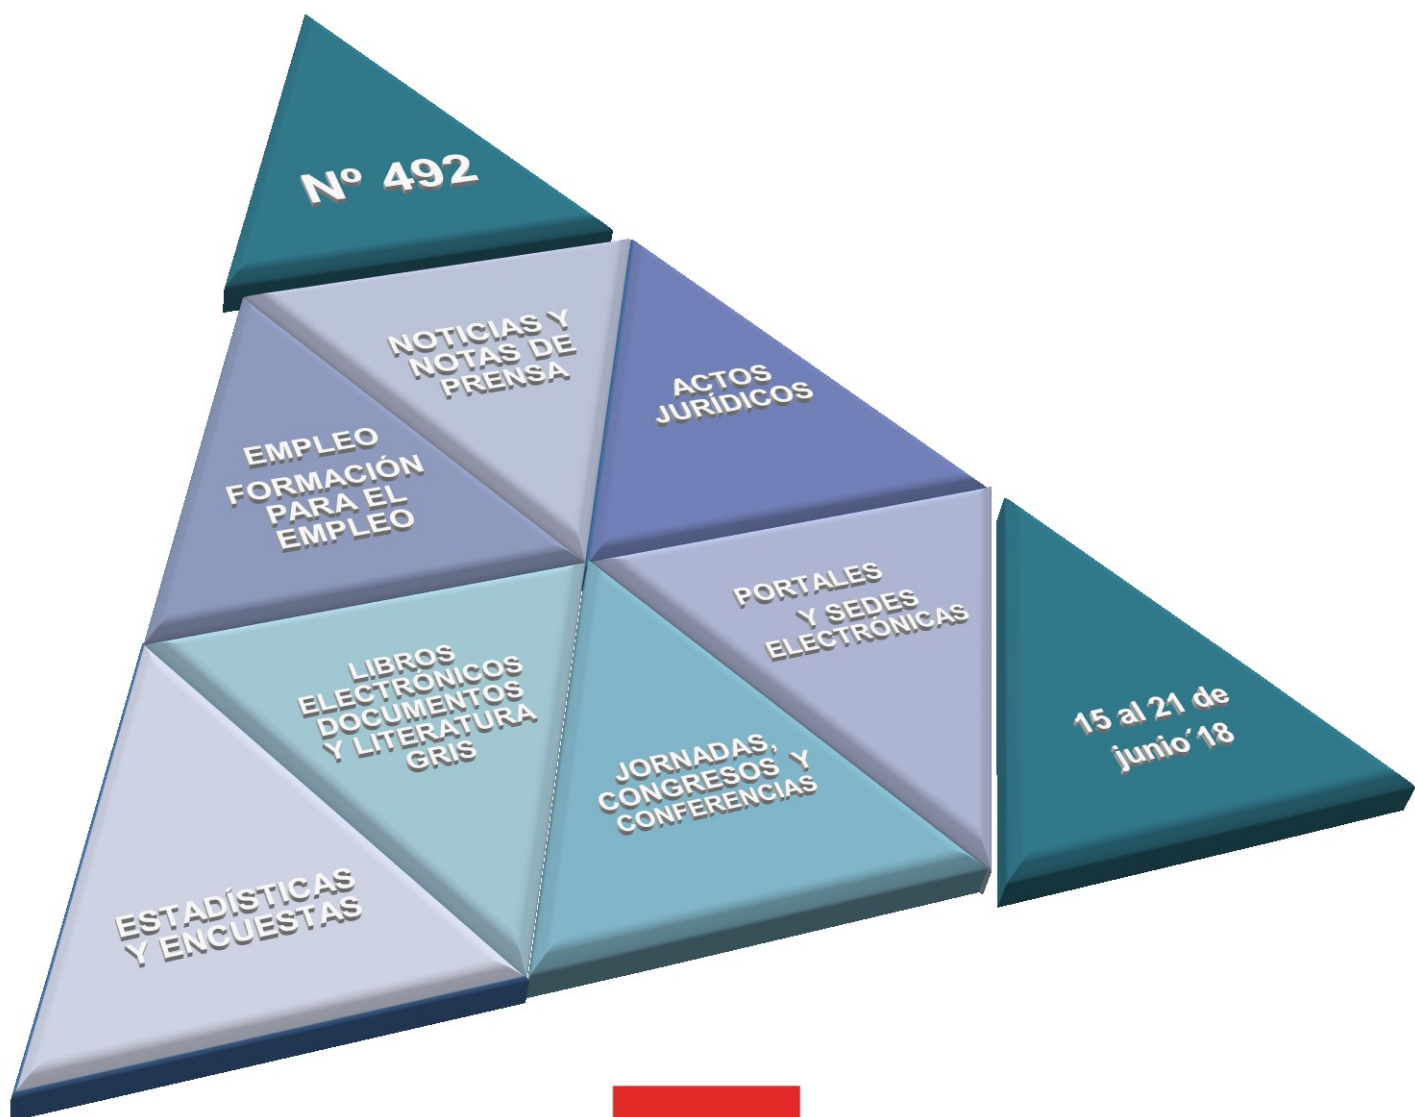 Nº 492
NOTICIAS Y
NOTAS DE
PRENSA
ACTOS
JURÍDICOS
EMPLEO
FORMACIÓN
PARA EL
EMPLEO
PORTALES
Y SEDES
ELECTRÓNICAS
LIBROS
ELECTRÓNICOS
DOCUMENTOS
Y LITERATURA
GRIS
JORNADAS,
CONGRESOS Y
CONFERENCIAS
15 al 21 de
junio´18
ESTADÍSTICAS
Y ENCUESTAS